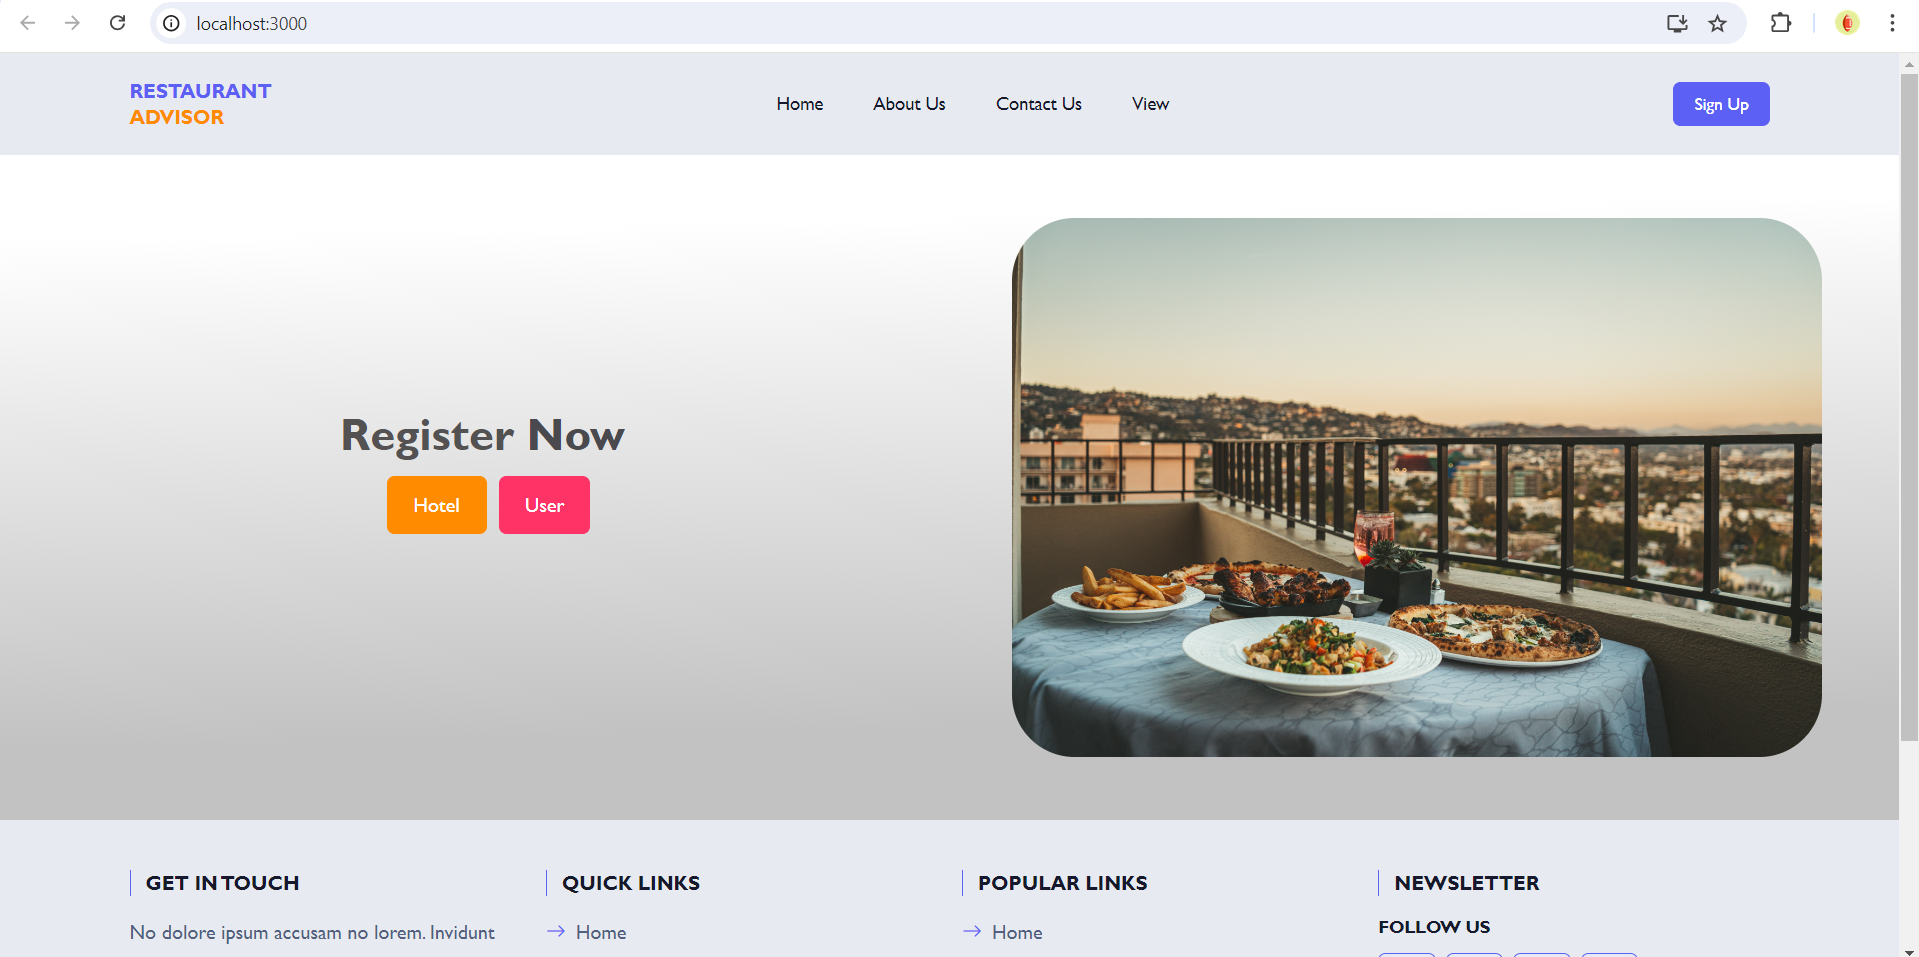 localhost:3000
RESTAURANT
ADVISOR
Home About Us Contact Us View
Sign Up
Register Now
Hotel User
GET IN TOUCH
No dolore ipsum accusam no lorem. Invidunt
QUICK LINKS
Home
POPULAR LINKS
Home
NEWSLETTER
FOLLOW US